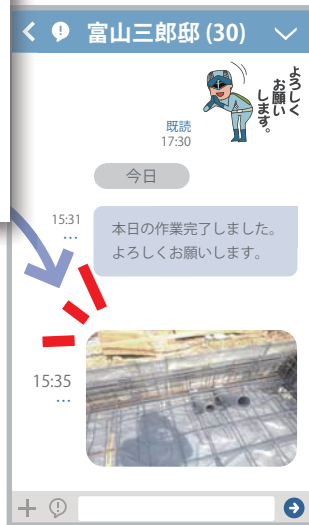 富山三郎邸 (30)
よろしく
お願い
します。
既読
17:30
今日
15:31
本日の作業完了しました。
よろしくお願いします。
15:35